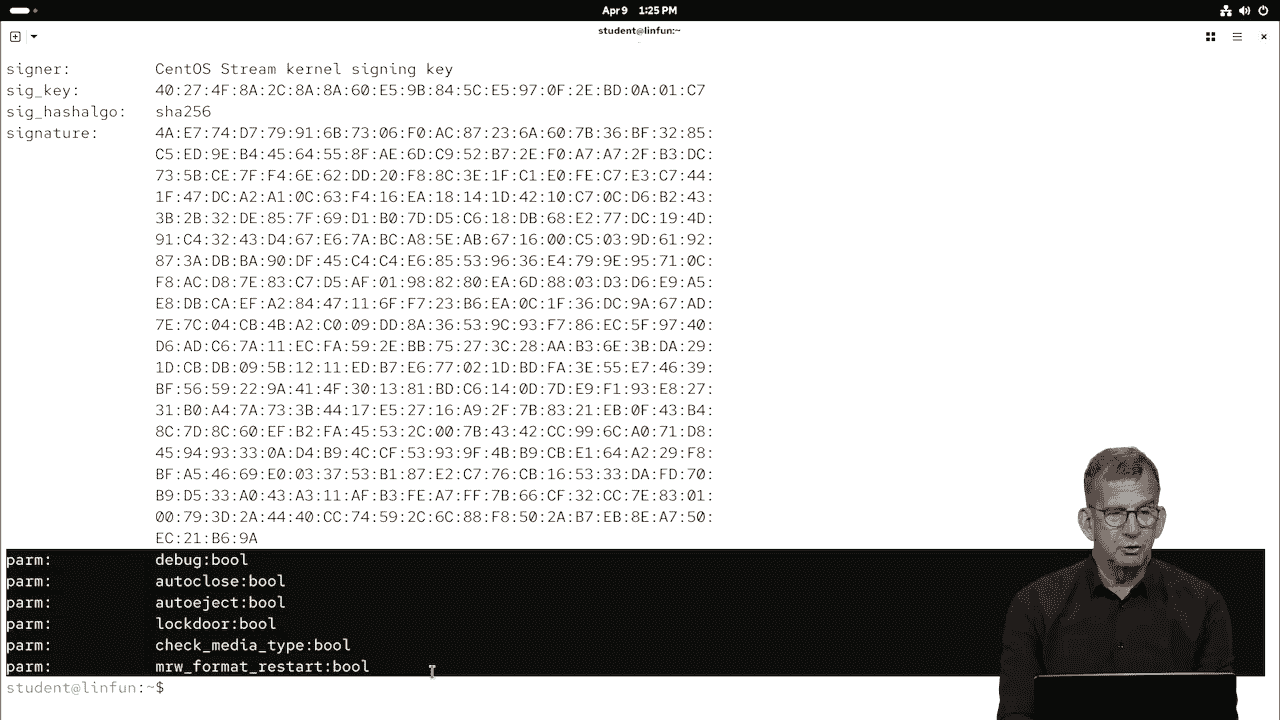 Apr 9 1:25 PM
student@linfun:~
signer: CentOS Stream kernel signing key
sig_key: 40:27:4F:8A:2C:8A:8A:60:E5:9B:84:5C:E5:97:0F:2E:BD:0A:01:C7
sig_hashalgo: sha256
signature: 4A:E7:74:D7:79:91:6B:73:06:F0:AC:87:23:6A:60:7B:36:BF:32:85:
C5:ED:9E:B4:45:64:55:8F:AE:6D:C9:52:B7:2E:F0:A7:A7:2F:B3:DC:
73:5B:CE:7F:F4:6E:62:DD:20:F8:8C:3E:1F:C1:E0:FE:C7:E3:C7:44:
1F:47:DC:A2:A1:0C:63:F4:16:EA:18:14:1D:42:10:C7:0C:D6:B2:43:
3B:2B:32:DE:85:7F:69:D1:B0:7D:D5:C6:18:DB:68:E2:77:DC:19:4D:
91:C4:32:43:D4:67:E6:7A:BC:A8:5E:AB:67:16:00:C5:03:9D:61:92:
87:3A:DB:BA:90:DF:45:C4:C4:E6:85:53:96:36:E4:79:9E:95:71:0C:
F8:AC:D8:7E:83:C7:D5:AF:01:98:82:80:EA:6D:88:03:D3:D6:E9:A5:
E8:DB:CA:EF:A2:84:47:11:6F:F7:23:B6:EA:0C:1F:36:DC:9A:67:AD:
7E:7C:04:CB:4B:A2:C0:09:DD:8A:36:53:9C:93:F7:86:EC:5F:97:40:
D6:AD:C6:7A:11:EC:FA:59:2E:BB:75:27:3C:28:AA:B3:6E:3B:DA:29:
1D:CB:DB:09:5B:12:11:ED:B7:E6:77:02:1D:BD:FA:3E:55:E7:46:39:
BF:56:59:22:9A:41:4F:30:13:81:BD:C6:14:0D:7D:E9:F1:93:E8:27:
31:B0:A4:7A:73:3B:44:17:E5:27:16:A9:2F:7B:83:21:EB:0F:43:B4:
8C:7D:8C:60:EF:B2:FA:45:53:2C:00:7B:43:42:CC:99:6C:A0:71:D8:
45:94:93:33:0A:D4:B9:4C:CF:53:93:9F:4B:B9:CB:E1:64:A2:29:F8:
BF:A5:46:69:E0:03:37:53:B1:87:E2:C7:76:CB:16:53:33:DA:FD:70:
B9:D5:33:A0:43:A3:11:AF:B3:FE:A7:FF:7B:66:CF:32:CC:7E:83:01:
00:79:3D:2A:44:40:CC:74:59:2C:6C:88:F8:50:2A:B7:EB:8E:A7:50:
EC:21:B6:9A
parm: debug:bool
parm: autoclose:bool
parm: autoeject:bool
parm: lockdoor:bool
parm: check_media_type:bool
parm: mrw_format_restart:bool
student@linfun:~$